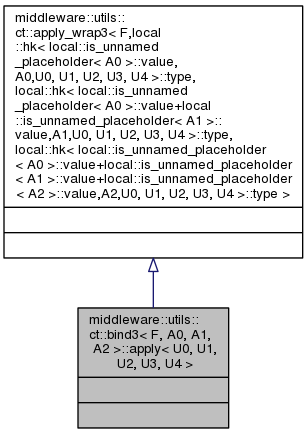 middleware::utils::
ct::apply_wrap3< F,local
::hk< local::is_unnamed
_placeholder< A0 >::value,
A0,U0, U1, U2, U3, U4 >::type,
local::hk< local::is_unnamed
_placeholder< A0 >::value+local
::is_unnamed_placeholder< A1 >::
value,A1,U0, U1, U2, U3, U4 >::type,
local::hk< local::is_unnamed_placeholder
< A0 >::value+local::is_unnamed_placeholder
< A1 >::value+local::is_unnamed_placeholder
< A2 >::value,A2,U0, U1, U2, U3, U4 >::type >
middleware::utils::
ct::bind3< F, A0, A1,
A2 >::apply< U0, U1,
U2, U3, U4 >